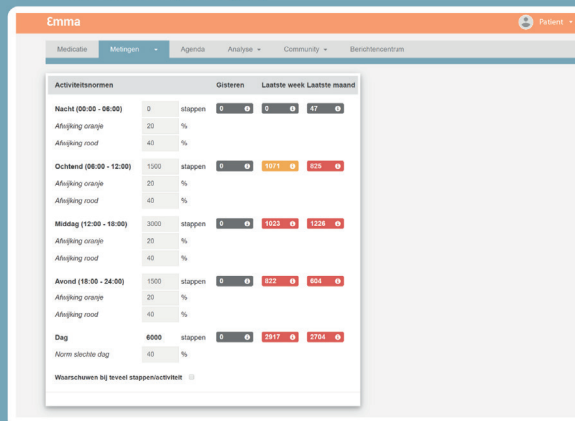 Emma
Patient
Medicatie Metingen Agenda Analyse Community Berichtencentrum
Activiteitsnormen Gisteren Laatste week Laatste maand
Nacht (00:00 - 06:00) 0 stappen 0 0 47
Afwijking oranje 20 %
Afwijking rood 40 %
Ochtend (06:00 - 12:00) 1500 stappen 0 1071 825
Afwijking oranje 20 %
Afwijking rood 40 %
Middag (12:00 - 18:00) 3000 stappen 0 1023 1226
Afwijking oranje 20 %
Afwijking rood 40 %
Avond (18:00 - 24:00) 1500 stappen 0 822 604
Afwijking oranje 20 %
Afwijking rood 40 %
Dag 6000 stappen 0 2917 2704
Norm slechte dag 40 %
Waarschuwen bij teveel stappen/activiteit